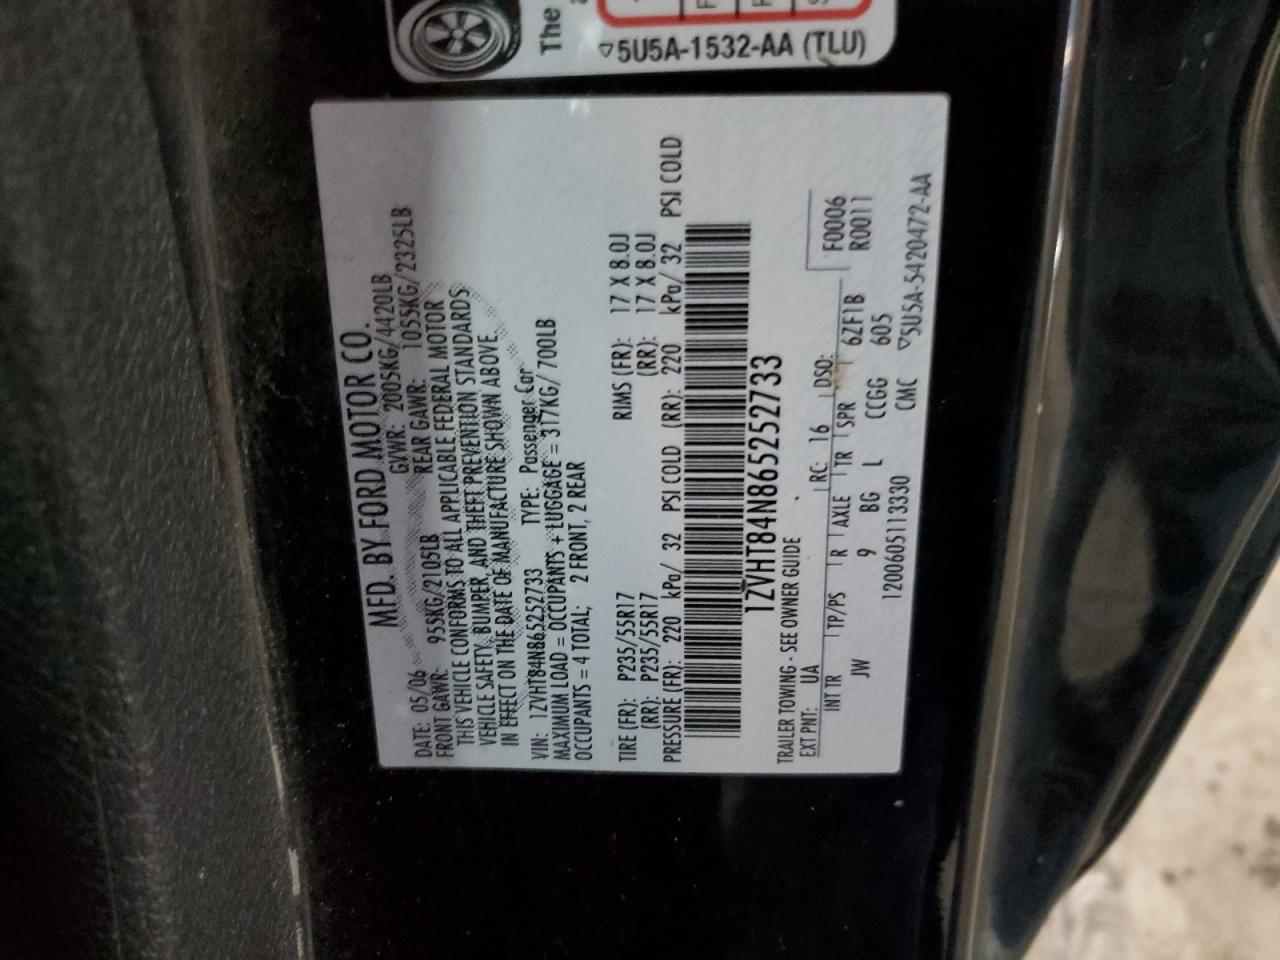 The
5U5A-1532-AA (TLU)
MFD. BY FORD MOTOR CO.
DATE: 05/06 GVWR: 2005KG/4420LB
FRONT GAWR: 955KG/2105LB REAR GAWR: 1055KG/2325LB
THIS VEHICLE CONFORMS TO ALL APPLICABLE FEDERAL MOTOR
VEHICLE SAFETY, BUMPER, AND THEFT PREVENTION STANDARDS
IN EFFECT ON THE DATE OF MANUFACTURE SHOWN ABOVE.
VIN: 1ZVHT84N865252733 TYPE: Passenger Car
MAXIMUM LOAD = OCCUPANTS + LUGGAGE = 317KG/700LB
OCCUPANTS = 4 TOTAL; 2 FRONT, 2 REAR
TIRE (FR): P235/55R17 RIMS (FR): 17 X 8.0J
(RR): P235/55R17 (RR): 17 X 8.0J
PRESSURE (FR): 220 kPa/ 32 PSI COLD (RR): 220 kPa/ 32 PSI COLD
1ZVHT84N865252733
TRAILER TOWING - SEE OWNER GUIDE
EXT PNT: UA RC: 16 DSO: F0006
INT TR TP/PS R AXLE TR SPR 6ZF1B R0011
JW 9 BG L CCGG 605
1200605113330 CMC 5U5A-5420472-AA